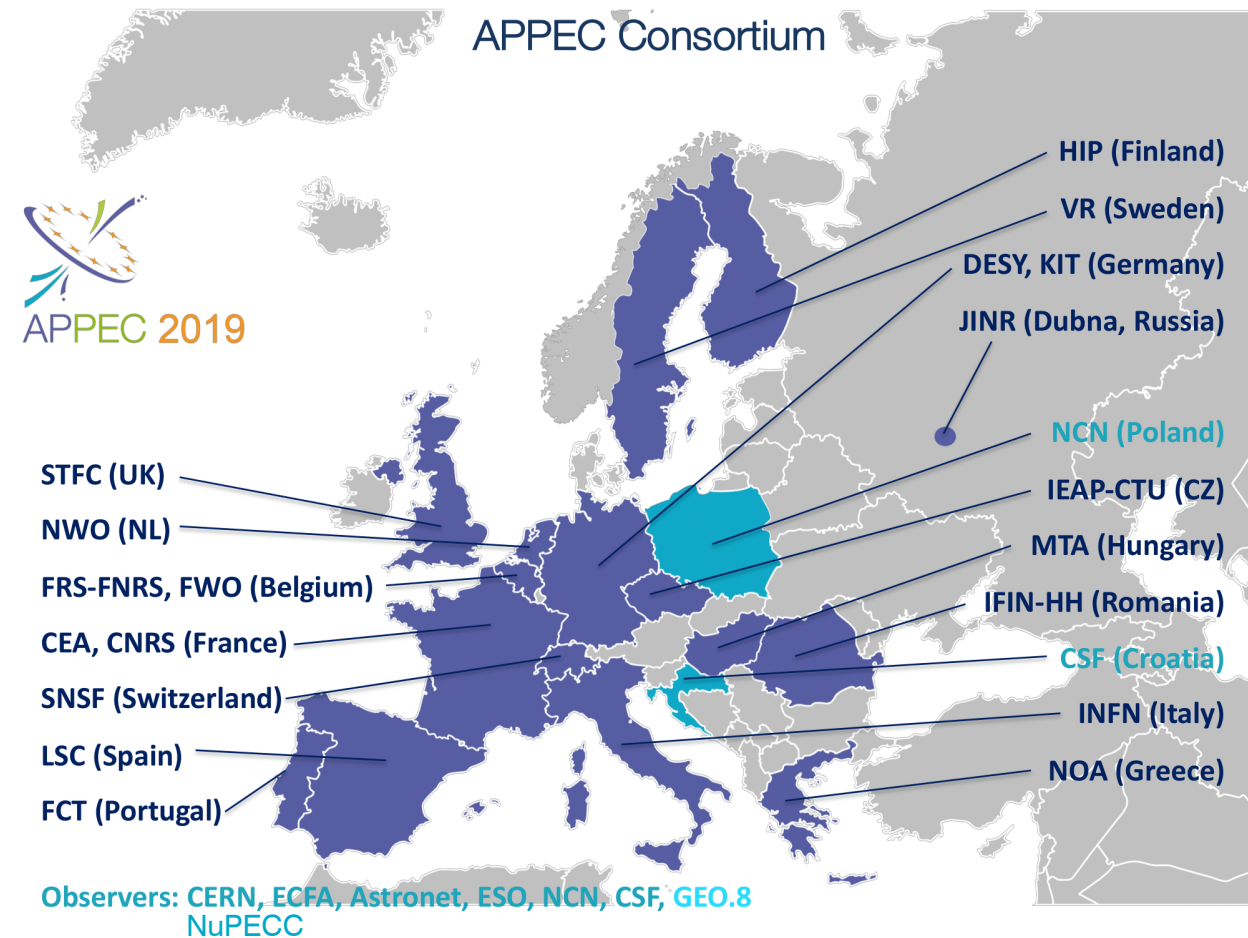 APPEC Consortium
APPEC 2019
HIP (Finland)
VR (Sweden)
DESY, KIT (Germany)
JINR (Dubna, Russia)
NCN (Poland)
IEAP-CTU (CZ)
MTA (Hungary)
IFIN-HH (Romania)
CSF (Croatia)
INFN (Italy)
NOA (Greece)
STFC (UK)
NWO (NL)
FRS-FNRS, FWO (Belgium)
CEA, CNRS (France)
SNSF (Switzerland)
LSC (Spain)
FCT (Portugal)
Observers: CERN, ECFA, Astronet, ESO, NCN, CSF, GEO.8
NuPECC